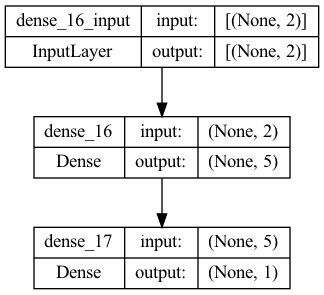 dense_16_input input: [(None, 2)]
InputLayer output: [(None, 2)]
dense_16 input: (None, 2)
Dense output: (None, 5)
dense_17 input: (None, 5)
Dense output: (None, 1)